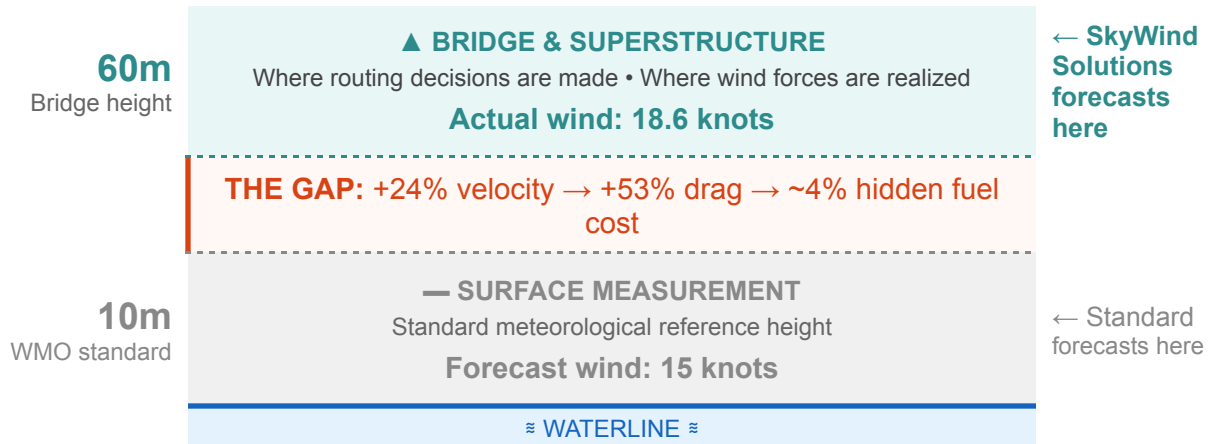 ▲ BRIDGE & SUPERSTRUCTURE
60m
Bridge height
Where routing decisions are made • Where wind forces are realized
Actual wind: 18.6 knots
← SkyWind
Solutions
forecasts
here
THE GAP: +24% velocity → +53% drag → ~4% hidden fuel
cost
— SURFACE MEASUREMENT
10m
WMO standard
Standard meteorological reference height
Forecast wind: 15 knots
← Standard
forecasts here
≈ WATERLINE ≈